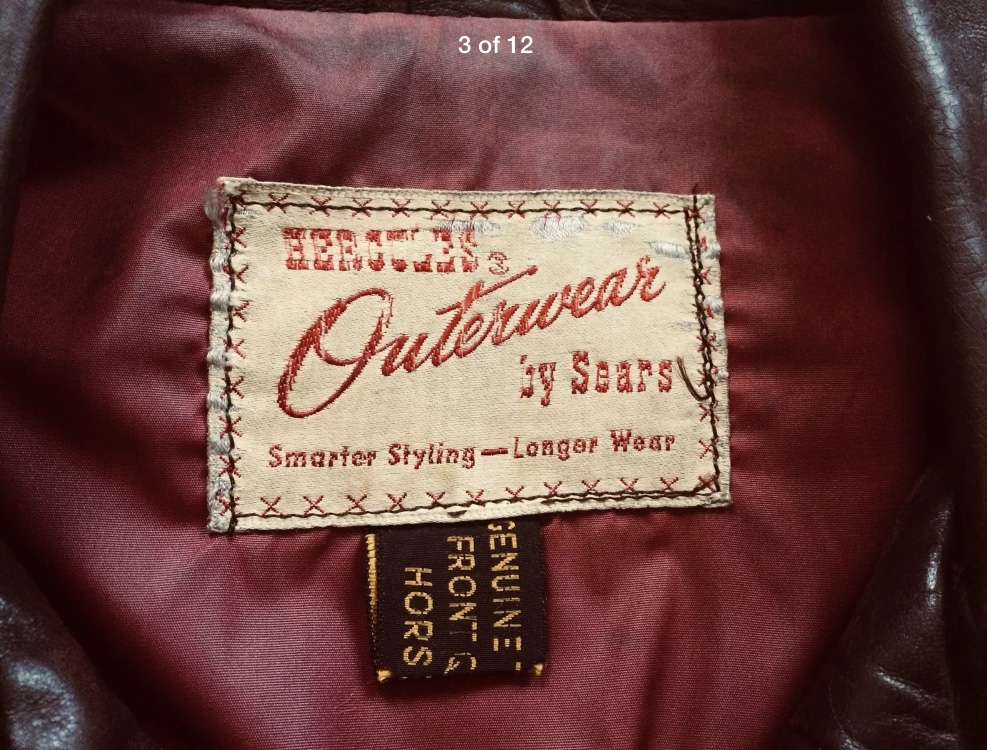 3 of 12
HERCULES®
Outerwear
by Sears
Smarter Styling—Longer Wear
GENUINE
FRONT Q
HORS